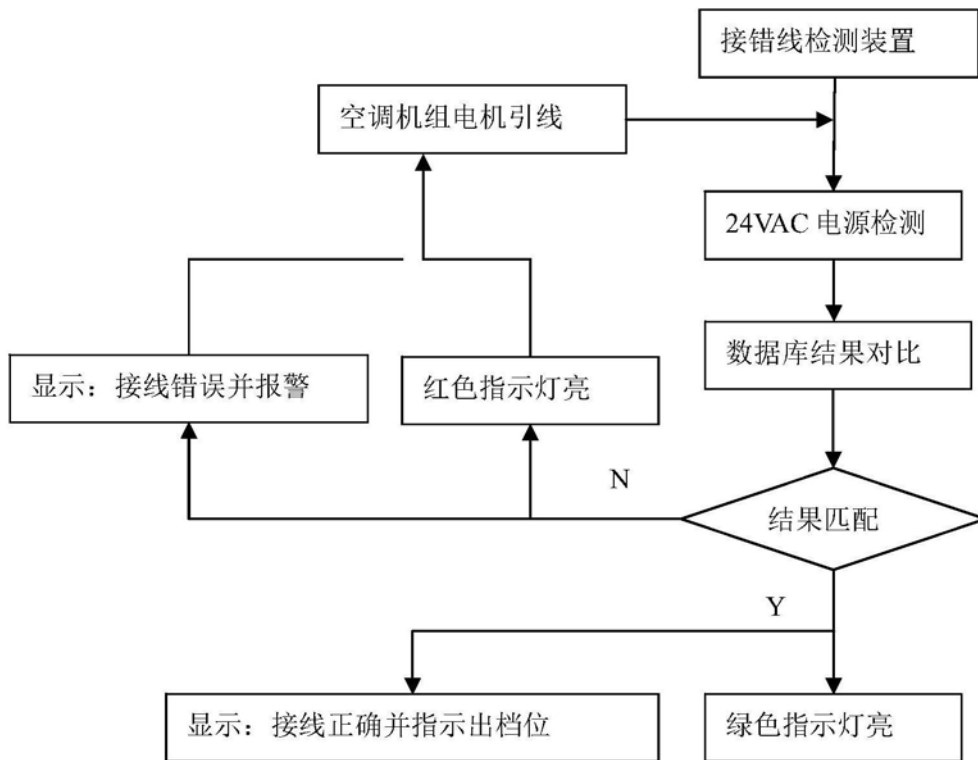 接错线检测装置
空调机组电机引线
24VAC 电源检测
数据库结果对比
显示：接线错误并报警
红色指示灯亮
N
结果匹配
Y
显示：接线正确并指示出档位
绿色指示灯亮